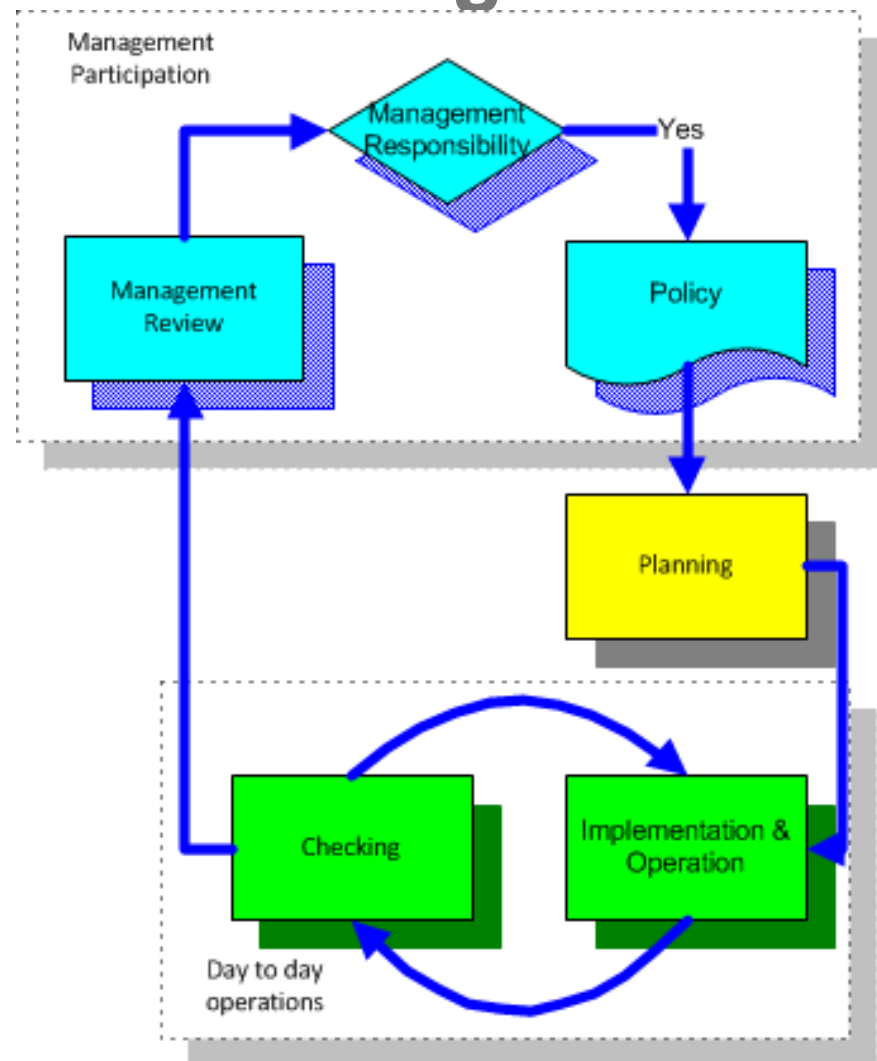 Management
Participation
Management
Responsibility
Yes
Management
Review
Policy
Planning
Checking
Implementation &
Operation
Day to day
operations